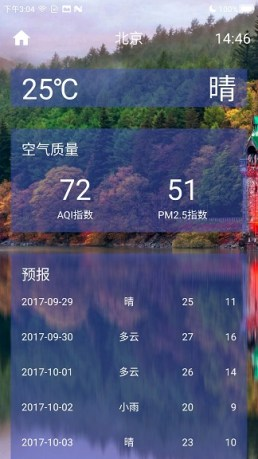 下午3:04 100%
北京 14:46
25℃ 晴
空气质量
72 51
AQI指数 PM2.5指数
预报
2017-09-29 晴 25 11
2017-09-30 多云 27 16
2017-10-01 多云 26 14
2017-10-02 小雨 20 9
2017-10-03 晴 23 10